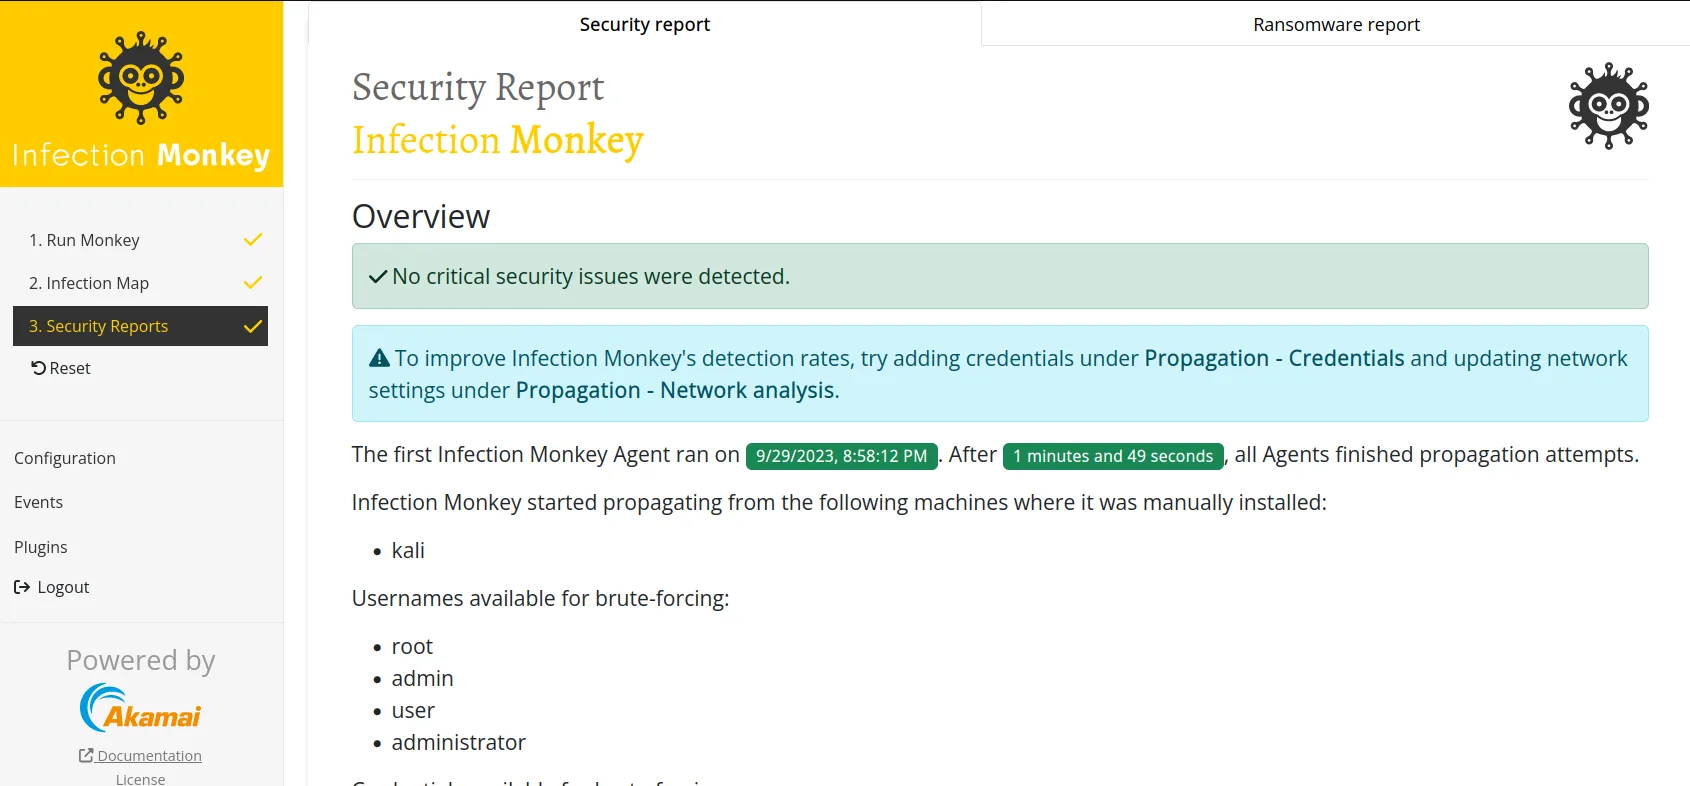 Infection Monkey
1. Run Monkey
2. Infection Map
3. Security Reports
Reset
Configuration
Events
Plugins
Logout
Powered by
Akamai
Documentation
License
Security report
Ransomware report
Security Report
Infection Monkey
Overview
No critical security issues were detected.
To improve Infection Monkey's detection rates, try adding credentials under Propagation - Credentials and updating network
settings under Propagation - Network analysis.
The first Infection Monkey Agent ran on 9/29/2023, 8:58:12 PM. After 1 minutes and 49 seconds, all Agents finished propagation attempts.
Infection Monkey started propagating from the following machines where it was manually installed:
• kali
Usernames available for brute-forcing:
• root
• admin
• user
• administrator